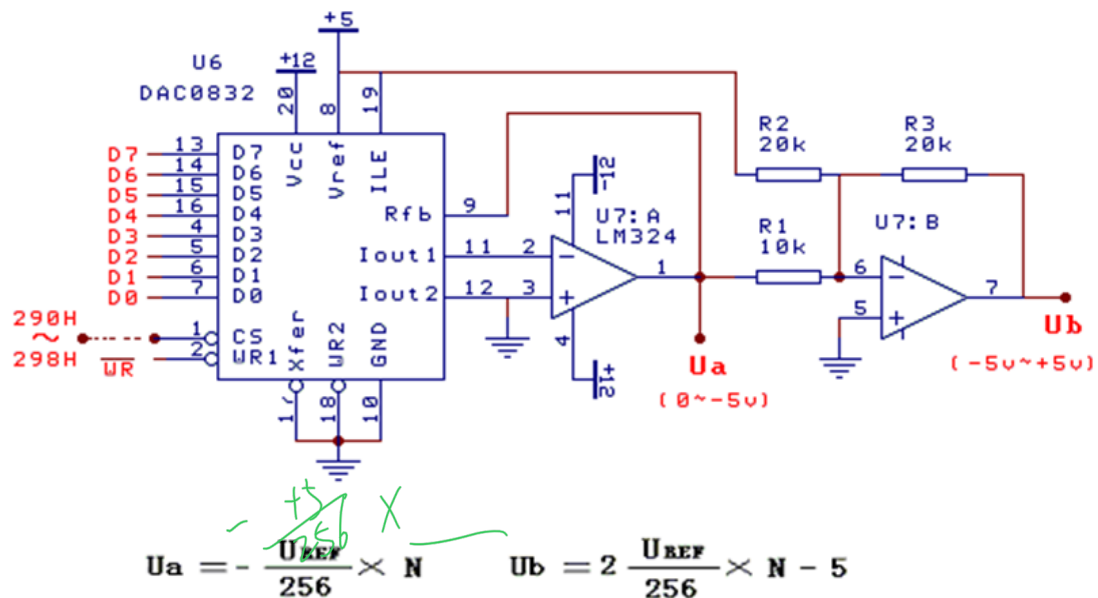 +5
U6
+12
DAC0832
20
8
19
R2
20k
R3
20k
D7 13 D7
D6 14 D6
D5 15 D5
D4 16 D4
D3 4 D3
D2 5 D2
D1 6 D1
D0 7 D0
Vcc
Vref
ILE
Rfb 9
Iout1 11
Iout2 12
-12
11
U7:A
LM324
2
−
3
+
1
4
+12
R1
10k
U7:B
6
−
5
+
7
290H
~
298H
1 CS
WR 2 WR1
Xfer
WR2
GND
17
18
10
Ua
(0~-5v)
Ub
(-5v~+5v)
- +5/256 ×
Ua = - UREF/256 × N Ub = 2 UREF/256 × N - 5